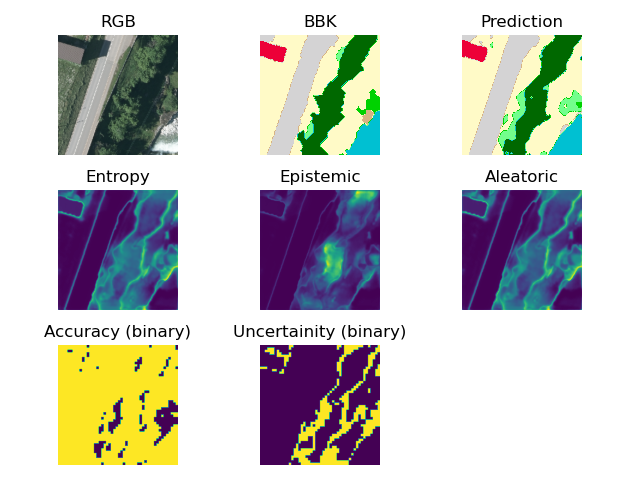 RGB
BBK
Prediction
Entropy
Epistemic
Aleatoric
Accuracy (binary)
Uncertainity (binary)